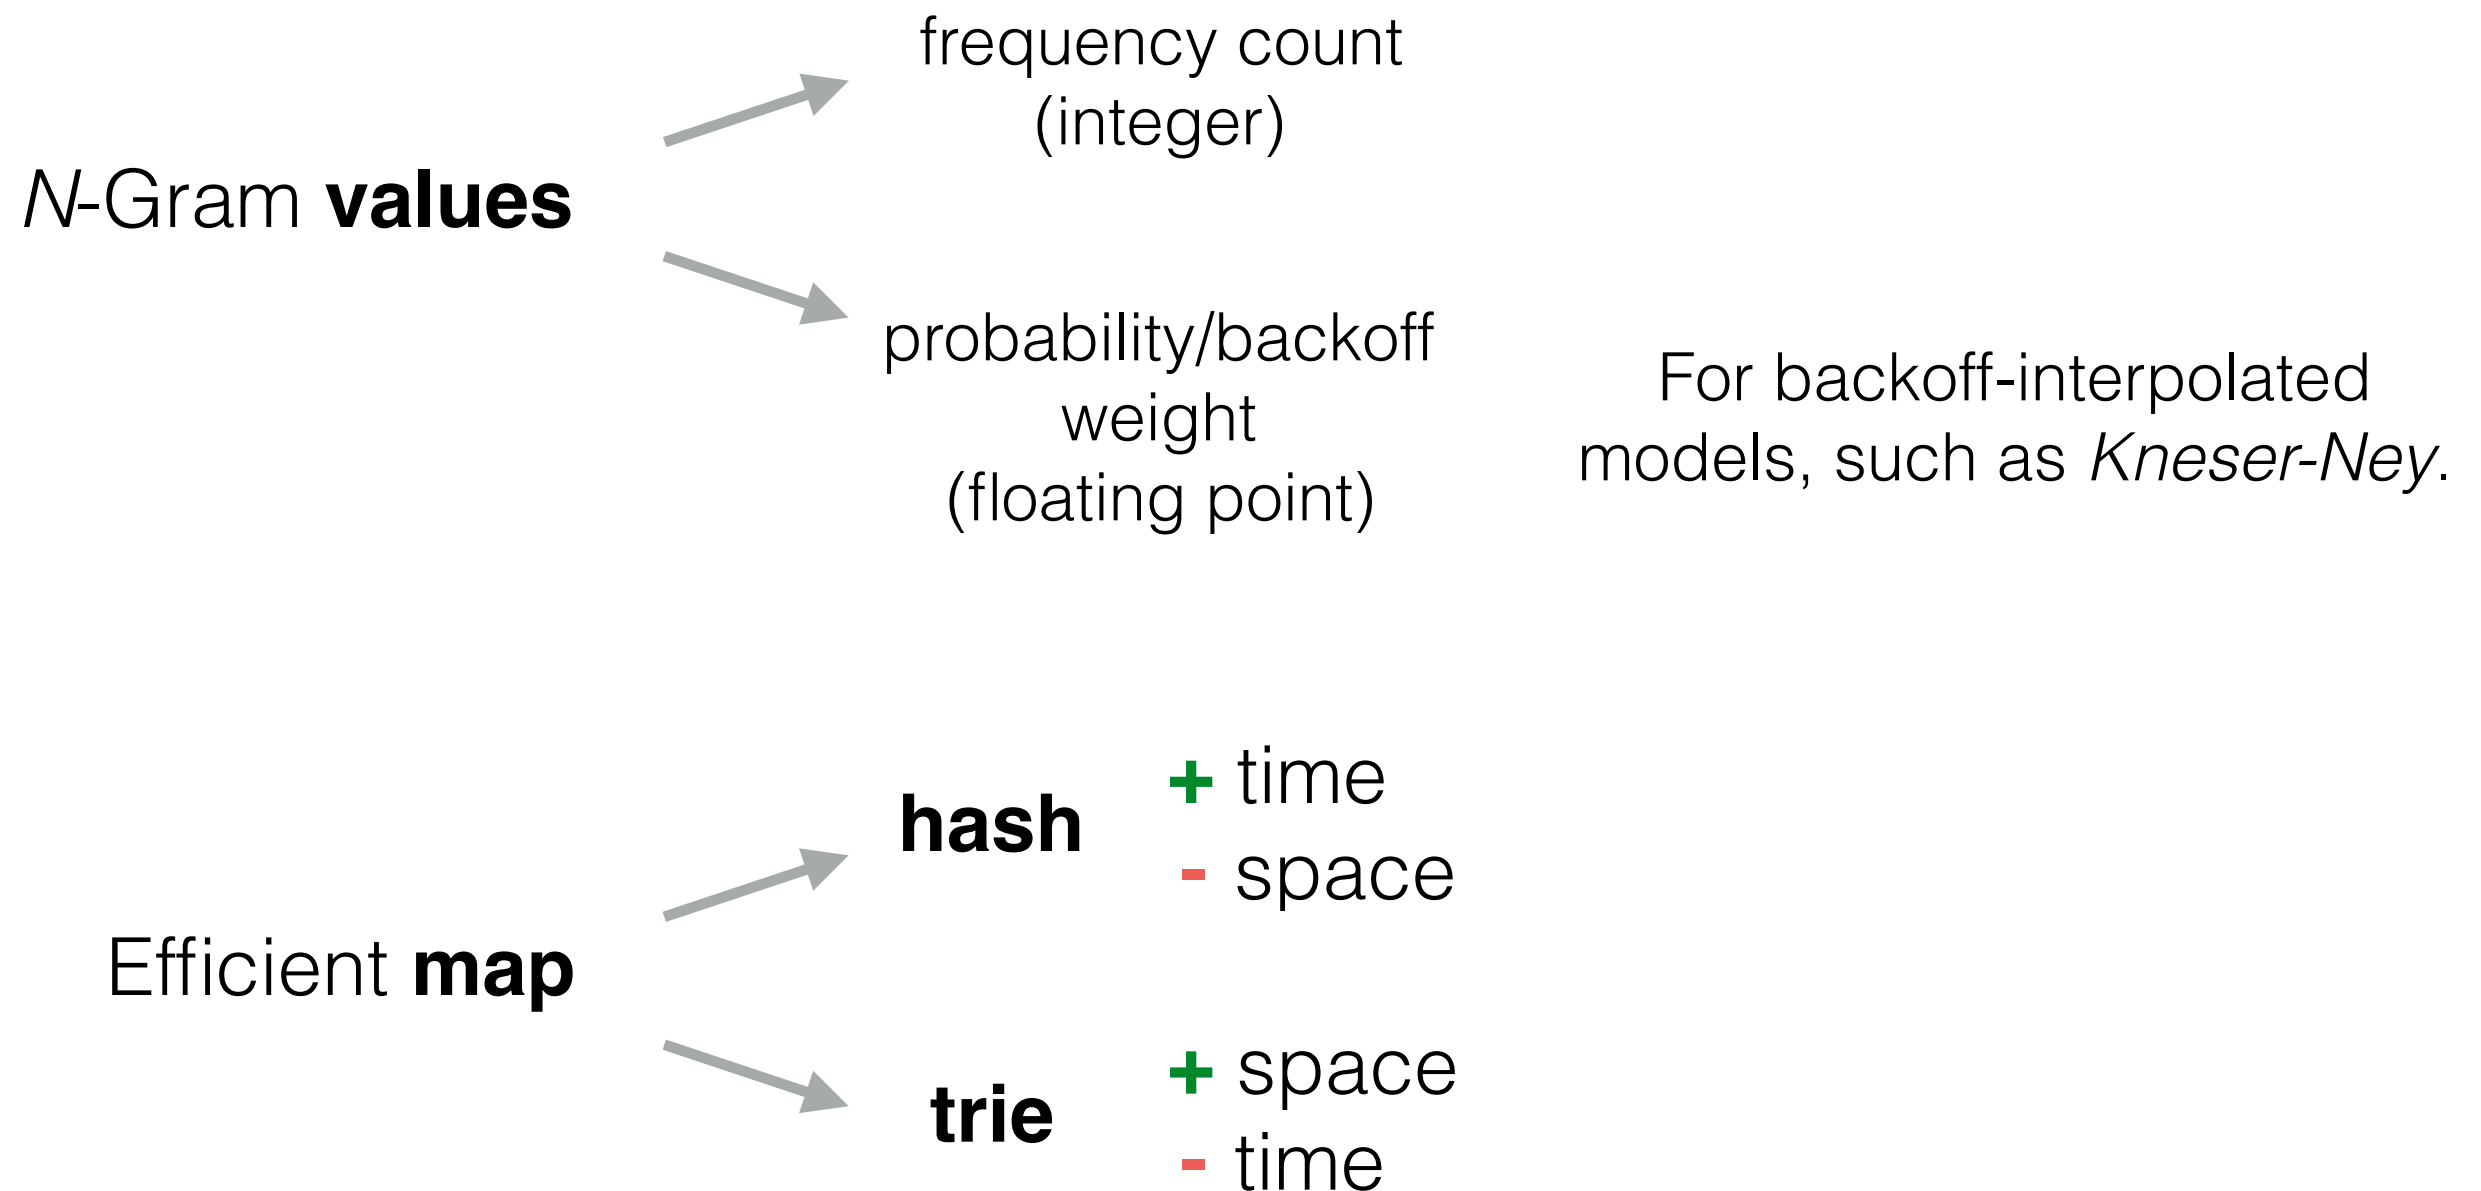 frequency count
(integer)
N-Gram values
probability/backoff
weight
(floating point)
For backoff-interpolated
models, such as Kneser-Ney.
hash
+ time
- space
Efficient map
trie
+ space
- time